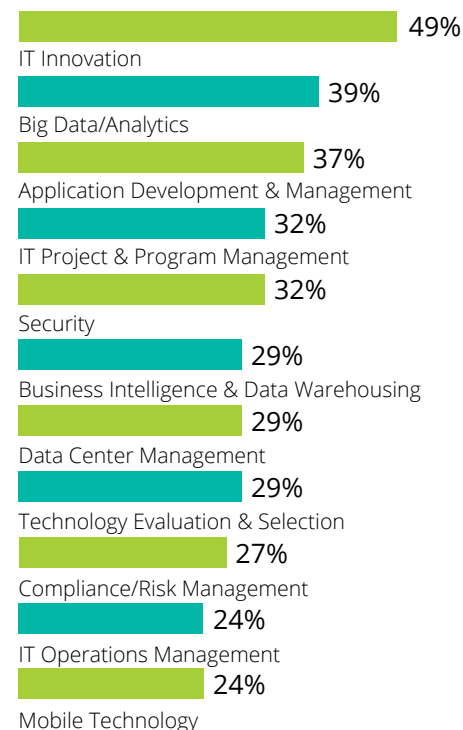 49%
IT Innovation
39%
Big Data/Analytics
37%
Application Development & Management
32%
IT Project & Program Management
32%
Security
29%
Business Intelligence & Data Warehousing
29%
Data Center Management
29%
Technology Evaluation & Selection
27%
Compliance/Risk Management
24%
IT Operations Management
24%
Mobile Technology